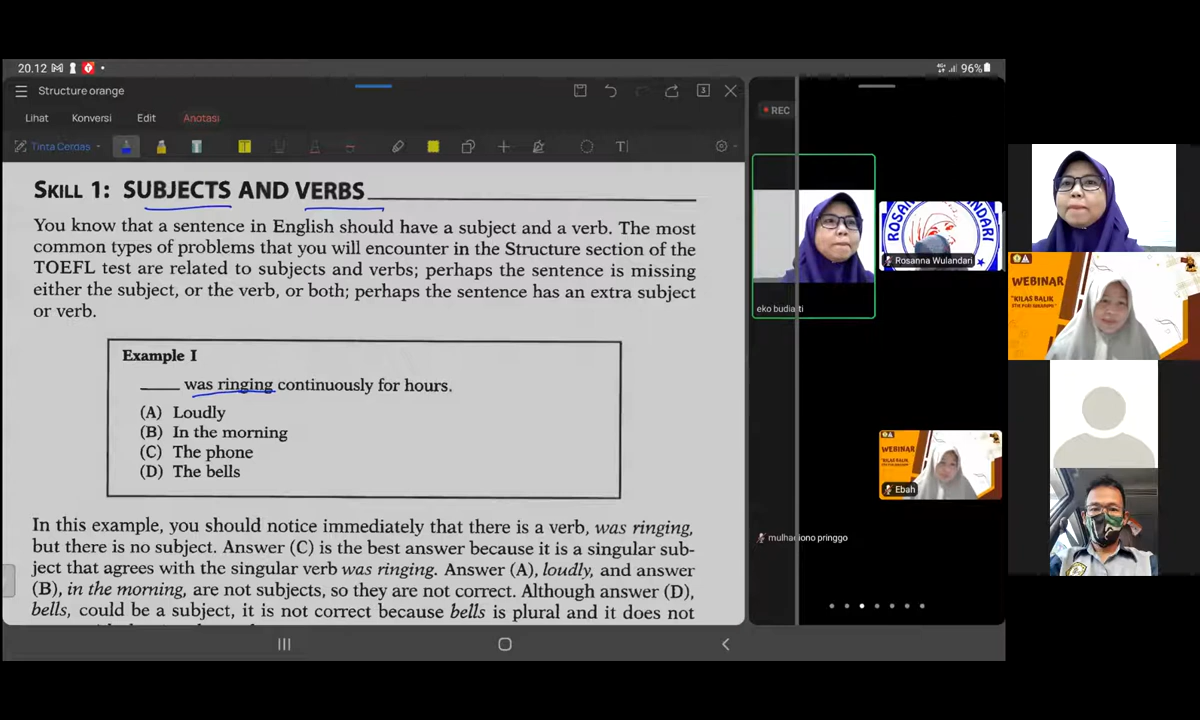 20.12
96%
Structure orange
Lihat Konversi Edit Anotasi
Tinta Cerdas
SKILL 1: SUBJECTS AND VERBS
You know that a sentence in English should have a subject and a verb. The most
common types of problems that you will encounter in the Structure section of the
TOEFL test are related to subjects and verbs; perhaps the sentence is missing
either the subject, or the verb, or both; perhaps the sentence has an extra subject
or verb.
Example I
_____ was ringing continuously for hours.
(A) Loudly
(B) In the morning
(C) The phone
(D) The bells
In this example, you should notice immediately that there is a verb, was ringing,
but there is no subject. Answer (C) is the best answer because it is a singular sub-
ject that agrees with the singular verb was ringing. Answer (A), loudly, and answer
(B), in the morning, are not subjects, so they are not correct. Although answer (D),
bells, could be a subject, it is not correct because bells is plural and it does not
REC
Rosanna Wulandari
WEBINAR
Ebah
WEBINAR
"KILAS BALIK